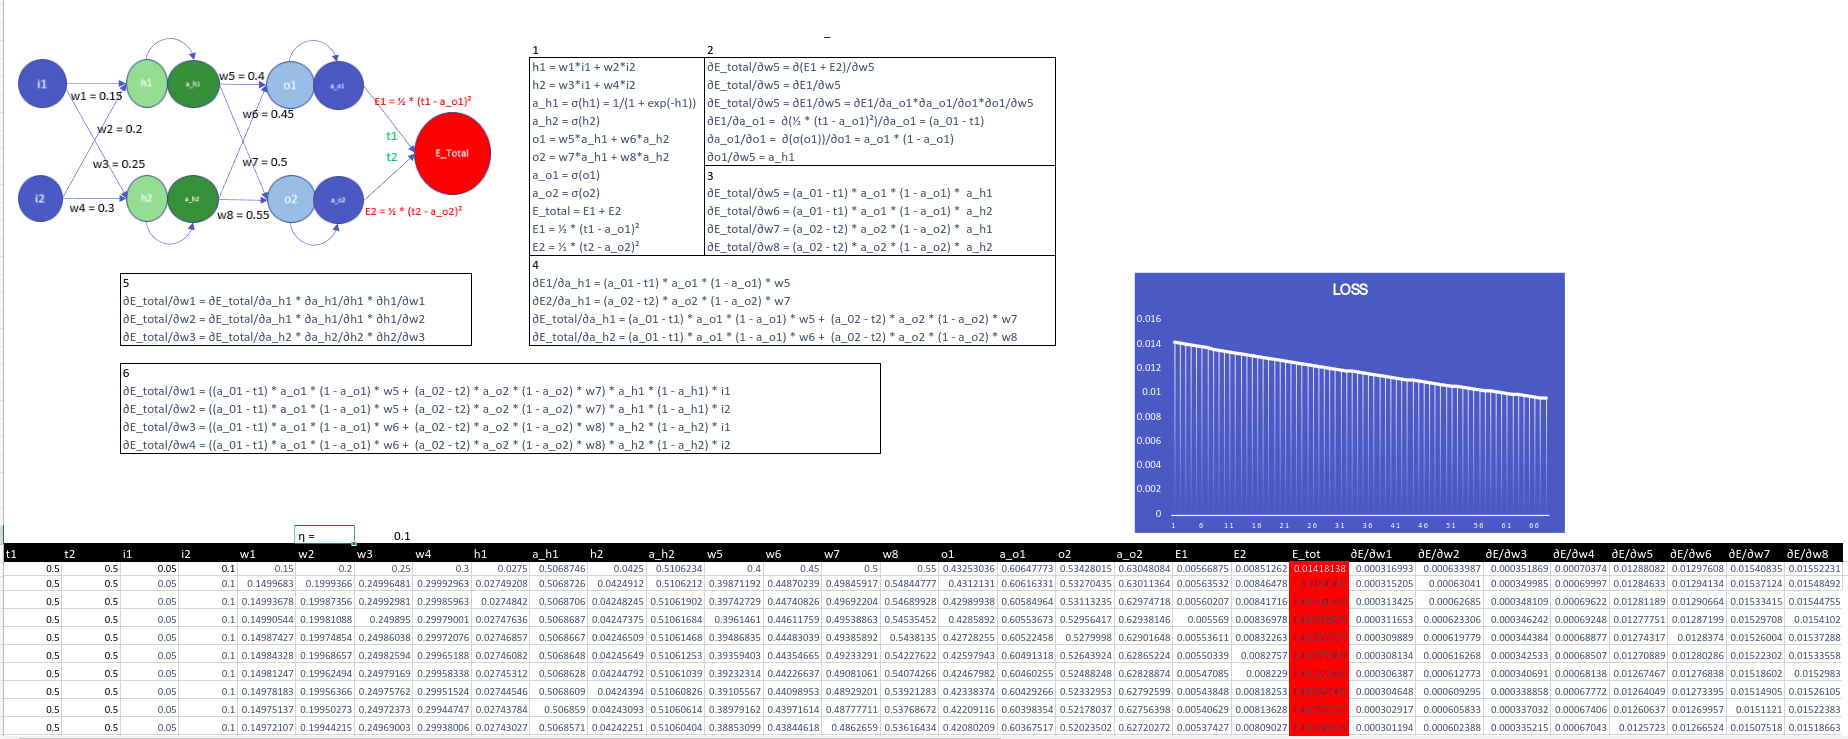 i1
h1
a_h1
w5 = 0.4
o1
a_o1
w1 = 0.15
E1 = ½ * (t1 - a_o1)²
w6 = 0.45
w2 = 0.2
t1
E_Total
t2
w3 = 0.25
w7 = 0.5
i2
h2
a_h2
o2
a_o2
w4 = 0.3
w8 = 0.55
E2 = ½ * (t2 - a_o2)²
1
h1 = w1*i1 + w2*i2
h2 = w3*i1 + w4*i2
a_h1 = σ(h1) = 1/(1 + exp(-h1))
a_h2 = σ(h2)
o1 = w5*a_h1 + w6*a_h2
o2 = w7*a_h1 + w8*a_h2
a_o1 = σ(o1)
a_o2 = σ(o2)
E_total = E1 + E2
E1 = ½ * (t1 - a_o1)²
E2 = ½ * (t2 - a_o2)²
2
∂E_total/∂w5 = ∂(E1 + E2)/∂w5
∂E_total/∂w5 = ∂E1/∂w5
∂E_total/∂w5 = ∂E1/∂w5 = ∂E1/∂a_o1*∂a_o1/∂o1*∂o1/∂w5
∂E1/∂a_o1 = ∂(½ * (t1 - a_o1)²)/∂a_o1 = (a_01 - t1)
∂a_o1/∂o1 = ∂(σ(o1))/∂o1 = a_o1 * (1 - a_o1)
∂o1/∂w5 = a_h1
3
∂E_total/∂w5 = (a_01 - t1) * a_o1 * (1 - a_o1) * a_h1
∂E_total/∂w6 = (a_01 - t1) * a_o1 * (1 - a_o1) * a_h2
∂E_total/∂w7 = (a_02 - t2) * a_o2 * (1 - a_o2) * a_h1
∂E_total/∂w8 = (a_02 - t2) * a_o2 * (1 - a_o2) * a_h2
4
∂E1/∂a_h1 = (a_01 - t1) * a_o1 * (1 - a_o1) * w5
∂E2/∂a_h1 = (a_02 - t2) * a_o2 * (1 - a_o2) * w7
∂E_total/∂a_h1 = (a_01 - t1) * a_o1 * (1 - a_o1) * w5 + (a_02 - t2) * a_o2 * (1 - a_o2) * w7
∂E_total/∂a_h2 = (a_01 - t1) * a_o1 * (1 - a_o1) * w6 + (a_02 - t2) * a_o2 * (1 - a_o2) * w8
5
∂E_total/∂w1 = ∂E_total/∂a_h1 * ∂a_h1/∂h1 * ∂h1/∂w1
∂E_total/∂w2 = ∂E_total/∂a_h1 * ∂a_h1/∂h1 * ∂h1/∂w2
∂E_total/∂w3 = ∂E_total/∂a_h2 * ∂a_h2/∂h2 * ∂h2/∂w3
6
∂E_total/∂w1 = ((a_01 - t1) * a_o1 * (1 - a_o1) * w5 + (a_02 - t2) * a_o2 * (1 - a_o2) * w7) * a_h1 * (1 - a_h1) * i1
∂E_total/∂w2 = ((a_01 - t1) * a_o1 * (1 - a_o1) * w5 + (a_02 - t2) * a_o2 * (1 - a_o2) * w7) * a_h1 * (1 - a_h1) * i2
∂E_total/∂w3 = ((a_01 - t1) * a_o1 * (1 - a_o1) * w6 + (a_02 - t2) * a_o2 * (1 - a_o2) * w8) * a_h2 * (1 - a_h2) * i1
∂E_total/∂w4 = ((a_01 - t1) * a_o1 * (1 - a_o1) * w6 + (a_02 - t2) * a_o2 * (1 - a_o2) * w8) * a_h2 * (1 - a_h2) * i2
LOSS
0.016
0.014
0.012
0.01
0.008
0.006
0.004
0.002
0
1 6 11 16 21 26 31 36 41 46 51 56 61 66
η = 0.1
t1 t2 i1 i2 w1 w2 w3 w4 h1 a_h1 h2 a_h2 w5 w6 w7 w8 o1 a_o1 o2 a_o2 E1 E2 E_tot ∂E/∂w1 ∂E/∂w2 ∂E/∂w3 ∂E/∂w4 ∂E/∂w5 ∂E/∂w6 ∂E/∂w7 ∂E/∂w8
0.5 0.5 0.05 0.1 0.15 0.2 0.25 0.3 0.0275 0.5068746 0.0425 0.5106234 0.4 0.45 0.5 0.55 0.43253036 0.60647773 0.53428015 0.63048084 0.00566875 0.00851262 0.01418138 0.000316993 0.000633987 0.000351869 0.00070374 0.01288082 0.01297608 0.01540835 0.01552231
0.5 0.5 0.05 0.1 0.1499683 0.1999366 0.24996481 0.29992963 0.02749208 0.5068726 0.0424912 0.5106212 0.39871192 0.44870239 0.49845917 0.54844777 0.4312131 0.60616331 0.53270435 0.63011364 0.00563532 0.00846478 0.000315205 0.00063041 0.000349985 0.00069997 0.01284633 0.01294134 0.01537124 0.01548492
0.5 0.5 0.05 0.1 0.14993678 0.19987356 0.24992981 0.29985963 0.0274842 0.5068706 0.04248245 0.51061902 0.39742729 0.44740826 0.49692204 0.54689928 0.42989938 0.60584964 0.53113235 0.62974718 0.00560207 0.00841716 0.000313425 0.00062685 0.000348109 0.00069622 0.01281189 0.01290664 0.01533415 0.01544755
0.5 0.5 0.05 0.1 0.14990544 0.19981088 0.249895 0.29979001 0.02747636 0.5068687 0.04247375 0.51061684 0.3961461 0.44611759 0.49538863 0.54535452 0.4285892 0.60553673 0.52956417 0.62938146 0.005569 0.00836978 0.000311653 0.000623306 0.000346242 0.00069248 0.01277751 0.01287199 0.01529708 0.0154102
0.5 0.5 0.05 0.1 0.14987427 0.19974854 0.24986038 0.29972076 0.02746857 0.5068667 0.04246509 0.51061468 0.39486835 0.44483039 0.49385892 0.5438135 0.42728255 0.60522458 0.5279998 0.62901648 0.00553611 0.00832263 0.000309889 0.000619779 0.000344384 0.00068877 0.01274317 0.0128374 0.01526004 0.01537288
0.5 0.5 0.05 0.1 0.14984328 0.19968657 0.24982594 0.29965188 0.02746082 0.5068648 0.04245649 0.51061253 0.39359403 0.44354665 0.49233291 0.54227622 0.42597943 0.60491318 0.52643924 0.62865224 0.00550339 0.0082757 0.000308134 0.000616268 0.000342533 0.00068507 0.01270889 0.01280286 0.01522302 0.01533558
0.5 0.5 0.05 0.1 0.14981247 0.19962494 0.24979169 0.29958338 0.02745312 0.5068628 0.04244792 0.51061039 0.39232314 0.44226637 0.49081061 0.54074266 0.42467982 0.60460255 0.52488248 0.62828874 0.00547085 0.008229 0.000306387 0.000612773 0.000340691 0.00068138 0.01267467 0.01276838 0.01518602 0.0152983
0.5 0.5 0.05 0.1 0.14978183 0.19956366 0.24975762 0.29951524 0.02744546 0.5068609 0.0424394 0.51060826 0.39105567 0.44098953 0.48929201 0.53921283 0.42338374 0.60429266 0.52332953 0.62792599 0.00543848 0.00818253 0.000304648 0.000609295 0.000338858 0.00067772 0.01264049 0.01273395 0.01514905 0.01526105
0.5 0.5 0.05 0.1 0.14975137 0.19950273 0.24972373 0.29944747 0.02743784 0.506859 0.04243093 0.51060614 0.38979162 0.43971614 0.48777711 0.53768672 0.42209116 0.60398354 0.52178037 0.62756398 0.00540629 0.00813628 0.000302917 0.000605833 0.000337032 0.00067406 0.01260637 0.01269957 0.0151121 0.01522383
0.5 0.5 0.05 0.1 0.14972107 0.19944215 0.24969003 0.29938006 0.02743027 0.5068571 0.04242251 0.51060404 0.38853099 0.43844618 0.4862659 0.53616434 0.42080209 0.60367517 0.52023502 0.62720272 0.00537427 0.00809027 0.000301194 0.000602388 0.000335215 0.00067043 0.0125723 0.01266524 0.01507518 0.01518663